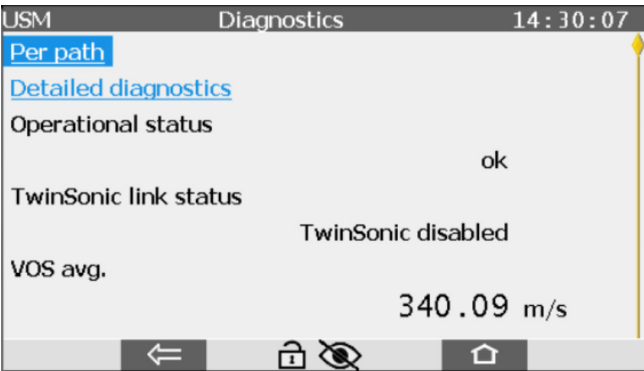 USM Diagnostics 14:30:07
Per path
Detailed diagnostics
Operational status
ok
TwinSonic link status
TwinSonic disabled
VOS avg.
340.09 m/s